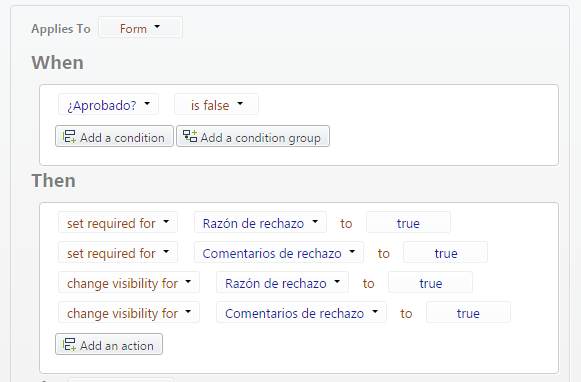 Applies To Form
When
¿Aprobado? is false
Add a condition Add a condition group
Then
set required for Razón de rechazo to true
set required for Comentarios de rechazo to true
change visibility for Razón de rechazo to true
change visibility for Comentarios de rechazo to true
Add an action